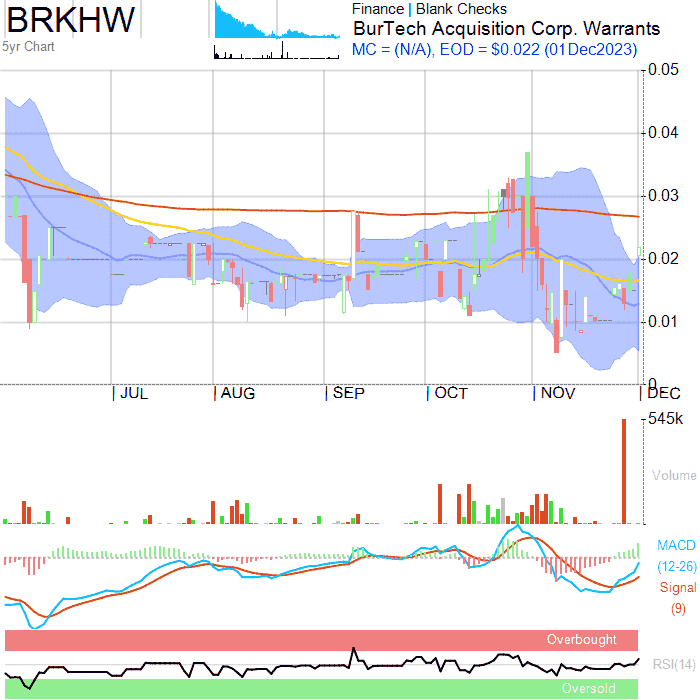 BRKHW
5yr Chart
Finance | Blank Checks
BurTech Acquisition Corp. Warrants
MC = (N/A), EOD = $0.022 (01Dec2023)
0.05
0.04
0.03
0.02
0.01
0
JUL AUG SEP OCT NOV DEC
545k
Volume
MACD
(12-26)
Signal
(9)
Overbought
RSI(14)
Oversold